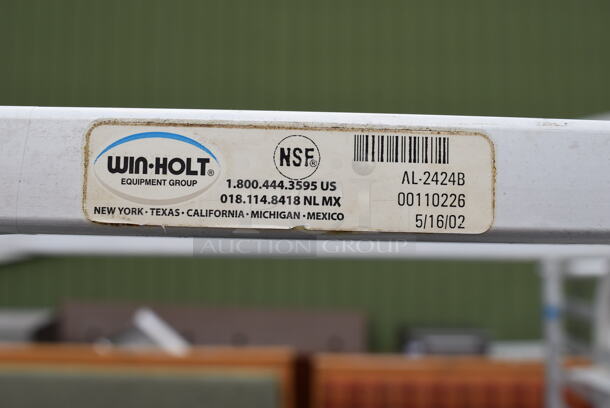 WIN-HOLT®
EQUIPMENT GROUP
NSF®
1.800.444.3595 US
018.114.8418 NL MX
NEW YORK · TEXAS · CALIFORNIA · MICHIGAN · MEXICO
AL-2424B
00110226
5/16/02
AUCTION GROUP